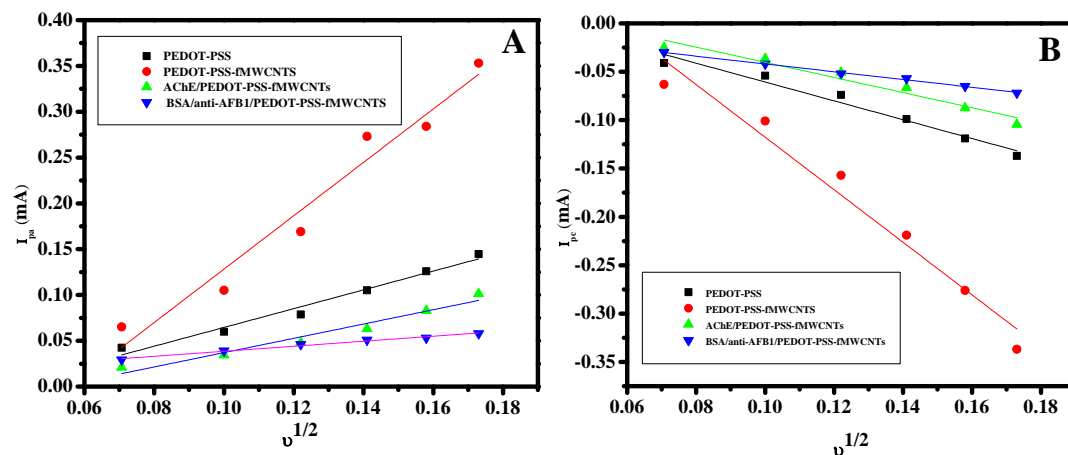 A
PEDOT-PSS
PEDOT-PSS-fMWCNTS
AChE/PEDOT-PSS-fMWCNTs
BSA/anti-AFB1/PEDOT-PSS-fMWCNTS
0.40
0.35
0.30
0.25
0.20
0.15
0.10
0.05
0.00
I pa (mA)
0.06 0.08 0.10 0.12 0.14 0.16 0.18
υ1/2
B
0.00
-0.05
-0.10
-0.15
-0.20
-0.25
-0.30
-0.35
I pc (mA)
PEDOT-PSS
PEDOT-PSS-fMWCNTS
AChE/PEDOT-PSS-fMWCNTs
BSA/anti-AFB1/PEDOT-PSS-fMWCNTs
0.06 0.08 0.10 0.12 0.14 0.16 0.18
υ1/2